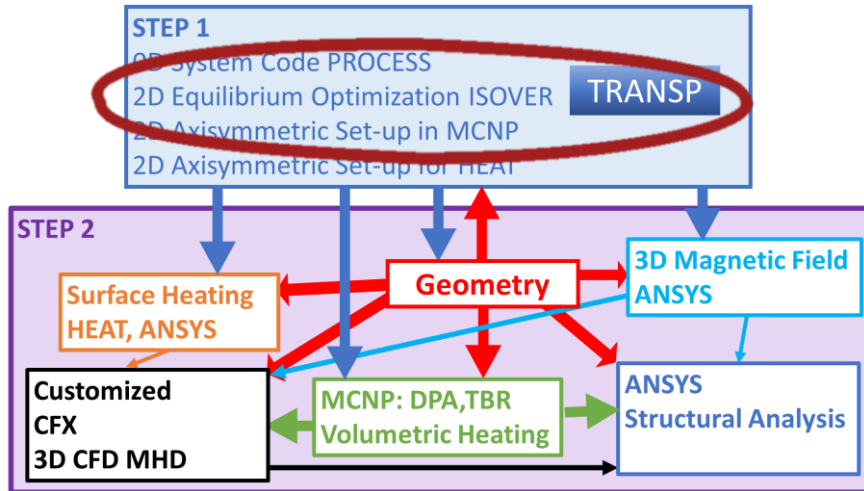 STEP 1
0D System Code PROCESS
2D Equilibrium Optimization ISOVER
TRANSP
2D Axisymmetric Set-up in MCNP
2D Axisymmetric Set-up for HEAT
STEP 2
Surface Heating
HEAT, ANSYS
Geometry
3D Magnetic Field
ANSYS
Customized
CFX
3D CFD MHD
MCNP: DPA,TBR
Volumetric Heating
ANSYS
Structural Analysis